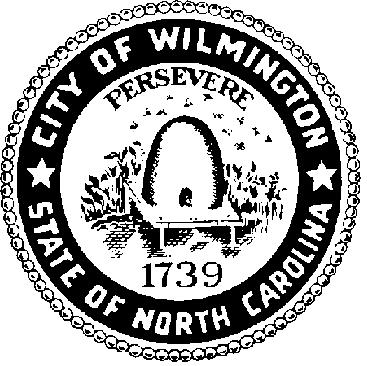 CITY OF WILMINGTON
PERSEVERE
1739
STATE OF NORTH CAROLINA